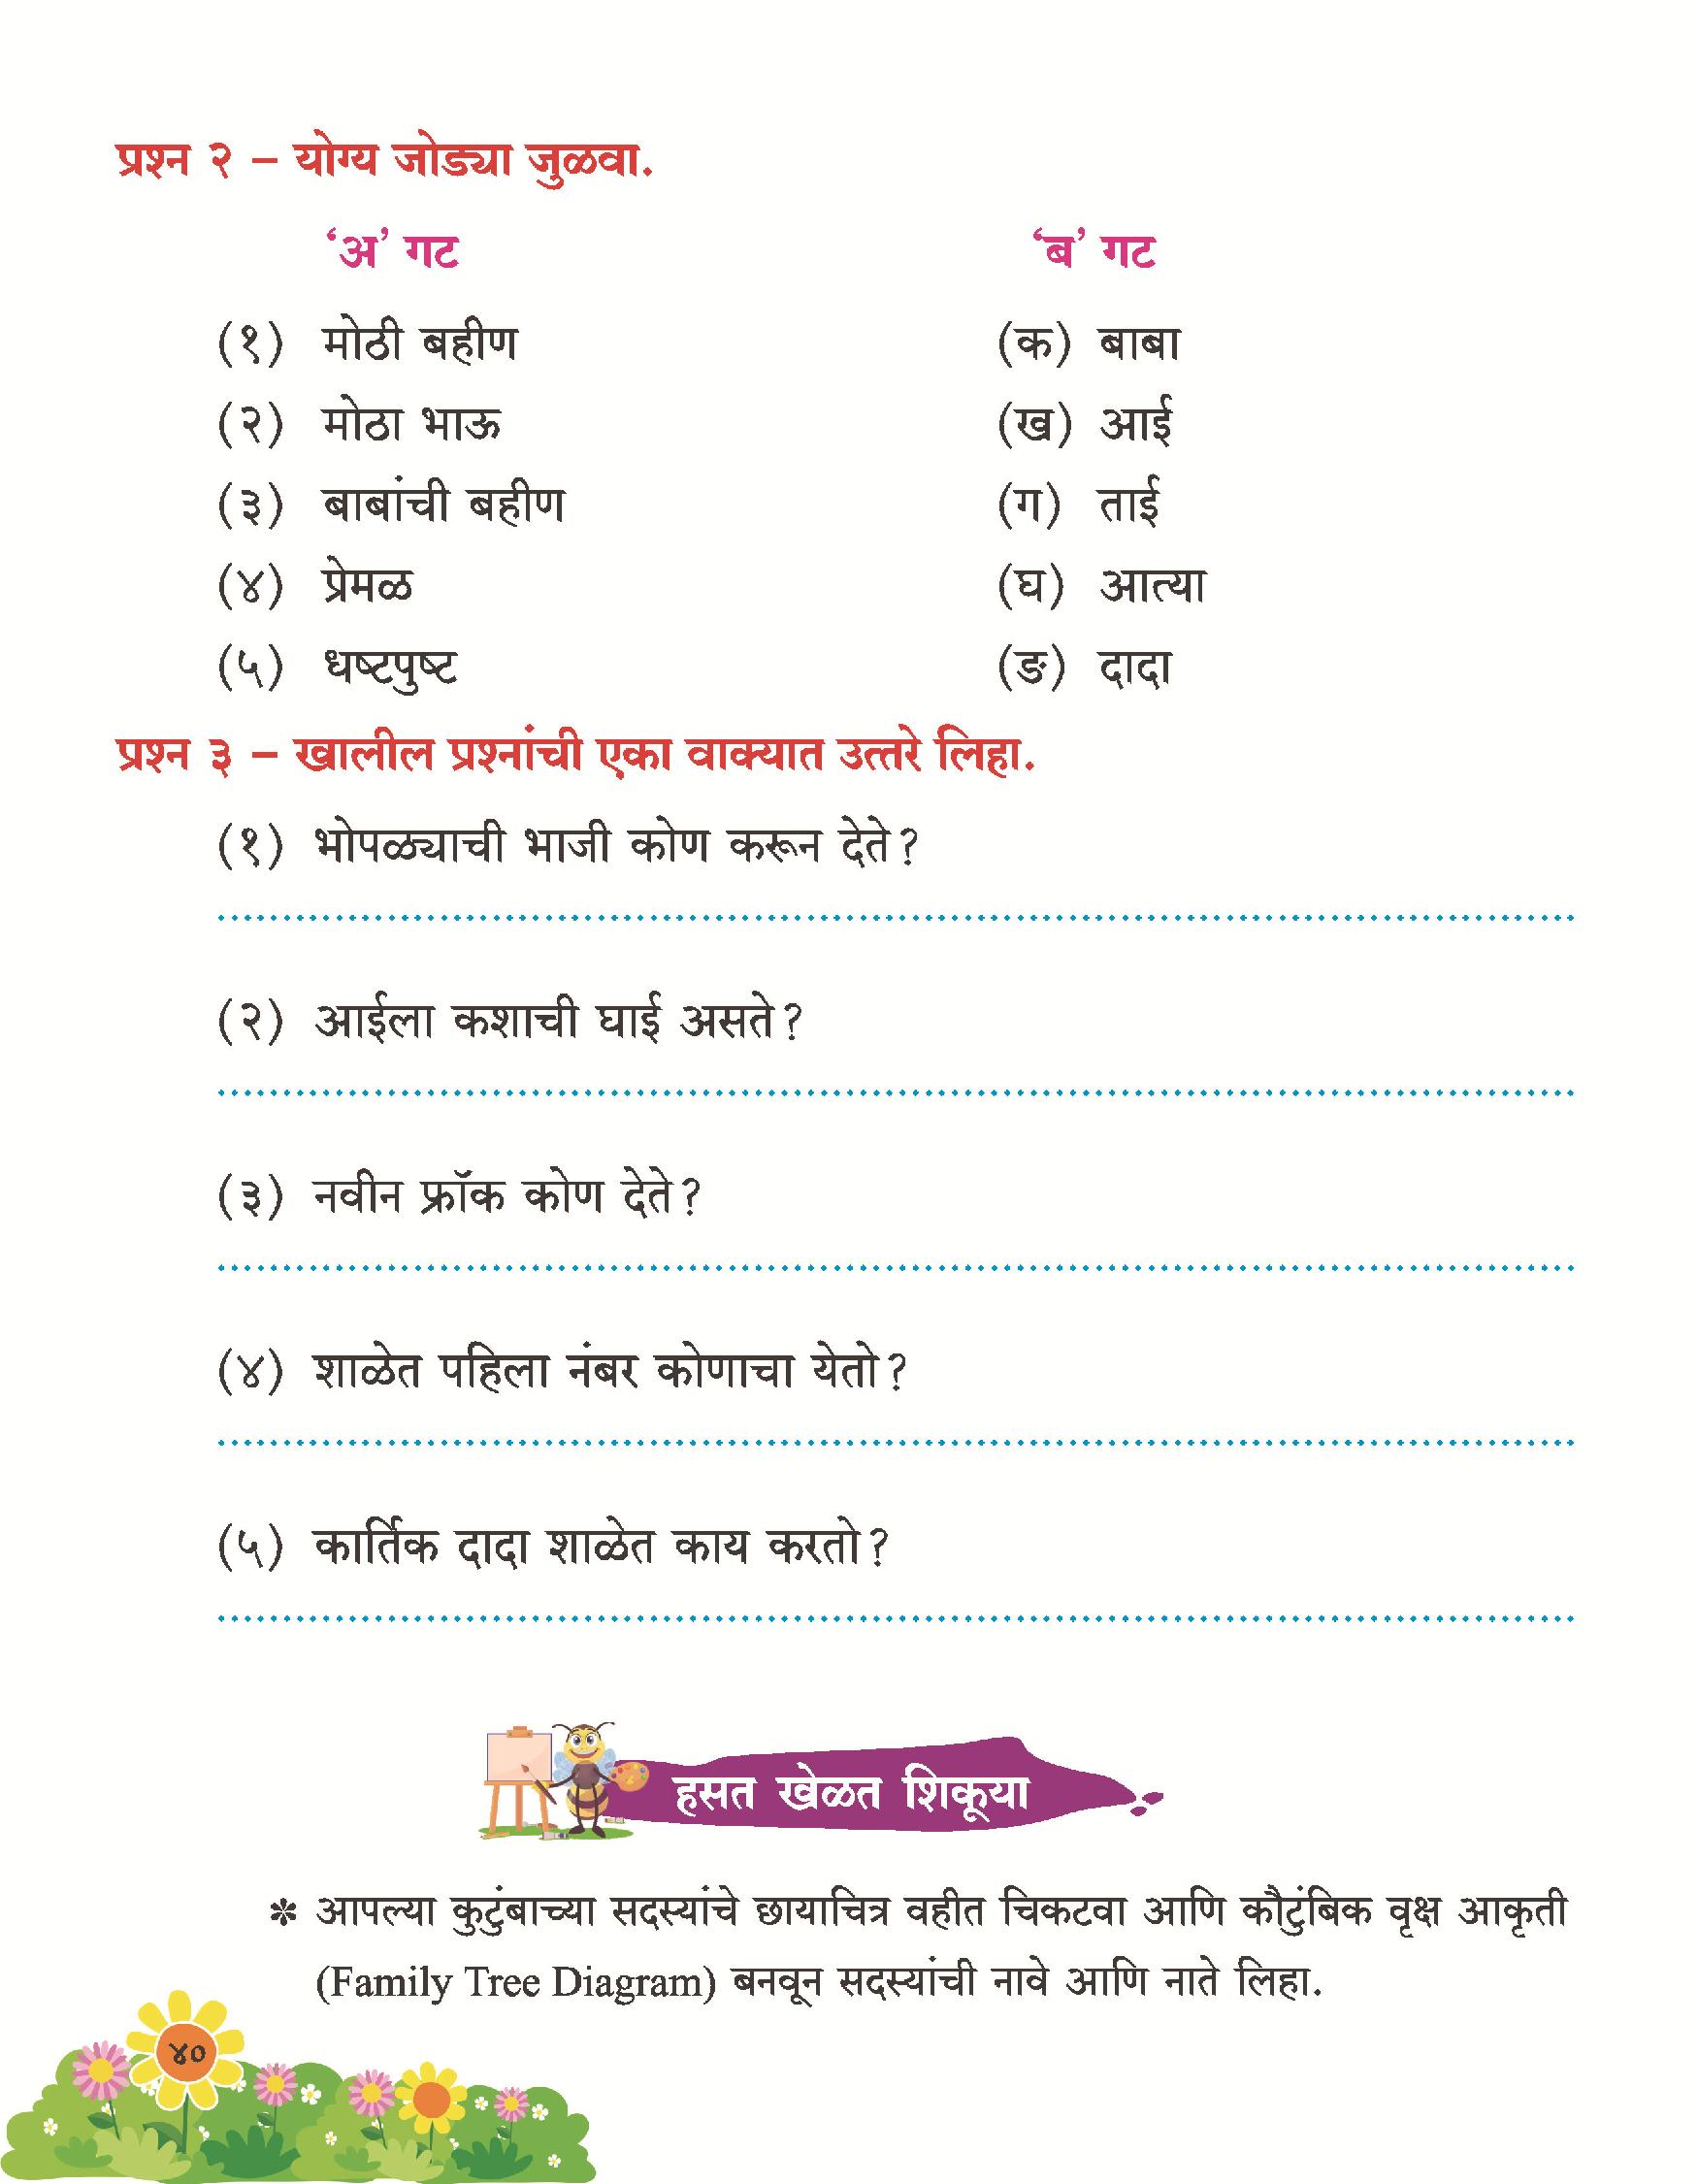 प्रश्न २ – योग्य जोड्या जुळवा.
‘अ’ गट ‘ब’ गट
(१) मोठी बहीण (क) बाबा
(२) मोठा भाऊ (ख) आई
(३) बाबांची बहीण (ग) ताई
(४) प्रेमळ (घ) आत्या
(५) धष्टपुष्ट (ङ) दादा
प्रश्न ३ – खालील प्रश्नांची एका वाक्यात उत्तरे लिहा.
(१) भोपळ्याची भाजी कोण करून देते?
(२) आईला कशाची घाई असते?
(३) नवीन फ्रॉक कोण देते?
(४) शाळेत पहिला नंबर कोणाचा येतो?
(५) कार्तिक दादा शाळेत काय करतो?
हसत खेळत शिकूया
✽ आपल्या कुटुंबाच्या सदस्यांचे छायाचित्र वहीत चिकटवा आणि कौटुंबिक वृक्ष आकृती
(Family Tree Diagram) बनवून सदस्यांची नावे आणि नाते लिहा.
४०